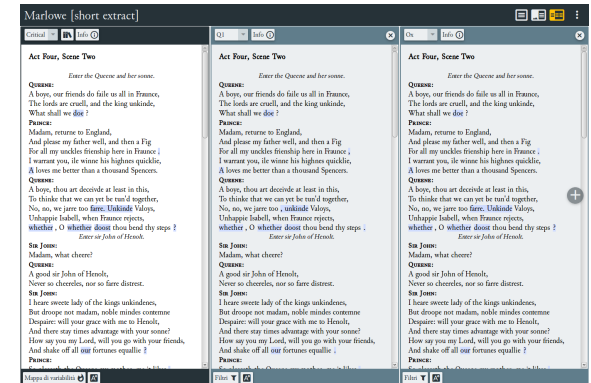 Marlowe [short extract]
Critical
Info
Act Four, Scene Two
Enter the Queene and her sonne.
Queene:
A boye, our friends do faile us all in Fraunce,
The lords are cruell, and the king unkinde,
What shall we doe ?
Prince:
Madam, returne to England,
And please my father well, and then a Fig
For all my unckles frienship here in Fraunce .
I warrant you, ile winne his highnes quicklie,
A loves me better than a thousand Spencers.
Queene:
A boye, thou art deceivde at least in this,
To thinke that we can yet be tun'd together,
No, no, we jarre too farre. Unkinde Valoys,
Unhappie Isabell, when Fraunce rejects,
whether , O whether doost thou bend thy steps ?
Enter sir John of Henolt.
Sir John:
Madam, what cheere?
Queene:
A good sir John of Henolt,
Never so cheereles, nor so farre distrest.
Sir John:
I heare sweete lady of the kings unkindenes,
But droope not madam, noble mindes contemne
Despaire: will your grace with me to Henolt,
And there stay times advantage with your sonne?
How say you my Lord, will you go with your friends,
And shake off all our fortunes equallie ?
Mappa di variabilità
Q1
Info
Act Four, Scene Two
Enter the Queene and her sonne.
Queene:
A boye, our friends do faile us all in Fraunce,
The lords are cruell, and the king unkinde,
What shall we doe ?
Prince:
Madam, returne to England,
And please my father well, and then a Fig
For all my unckles frienship here in Fraunce ,
I warrant you, ile winne his highnes quicklie,
A loves me better than a thousand Spencers.
Queene:
A boye, thou art deceivde at least in this,
To thinke that we can yet be tun'd together,
No, no, we jarre too farre , unkinde Valoys,
Unhappie Isabell, when Fraunce rejects,
whether , O whether doost thou bend thy steps .
Enter sir John of Henolt.
Sir John:
Madam, what cheere?
Queene:
A good sir John of Henolt,
Never so cheereles, nor so farre distrest.
Sir John:
I heare sweete lady of the kings unkindenes,
But droope not madam, noble mindes contemne
Despaire: will your grace with me to Henolt,
And there stay times advantage with your sonne?
How say you my Lord, will you go with your friends,
And shake off all our fortunes equallie .
Filtri
Ox
Info
Act Four, Scene Two
Enter the Queene and her sonne.
Queene:
A boye, our friends do faile us all in Fraunce,
The lords are cruell, and the king unkinde,
What shall we doe ?
Prince:
Madam, returne to England,
And please my father well, and then a Fig
For all my unckles frienship here in Fraunce .
I warrant you, ile winne his highnes quicklie,
A loves me better than a thousand Spencers.
Queene:
A boye, thou art deceivde at least in this,
To thinke that we can yet be tun'd together,
No, no, we jarre too farre. Unkinde Valoys,
Unhappie Isabell, when Fraunce rejects,
whether , O whether doost thou bend thy steps ?
Enter sir John of Henolt.
Sir John:
Madam, what cheere?
Queene:
A good sir John of Henolt,
Never so cheereles, nor so farre distrest.
Sir John:
I heare sweete lady of the kings unkindenes,
But droope not madam, noble mindes contemne
Despaire: will your grace with me to Henolt,
And there stay times advantage with your sonne?
How say you my Lord, will you go with your friends,
And shake off all our fortunes equallie ?
Filtri